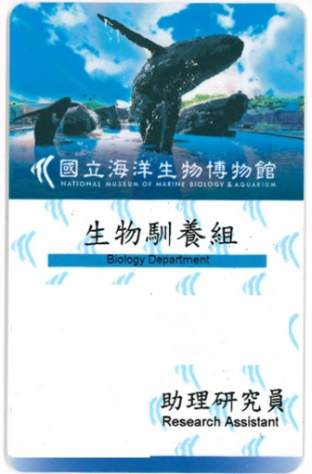 國立海洋生物博物館
NATIONAL MUSEUM OF MARINE BIOLOGY & AQUARIUM
生物馴養組
Biology Department
助理研究員
Research Assistant